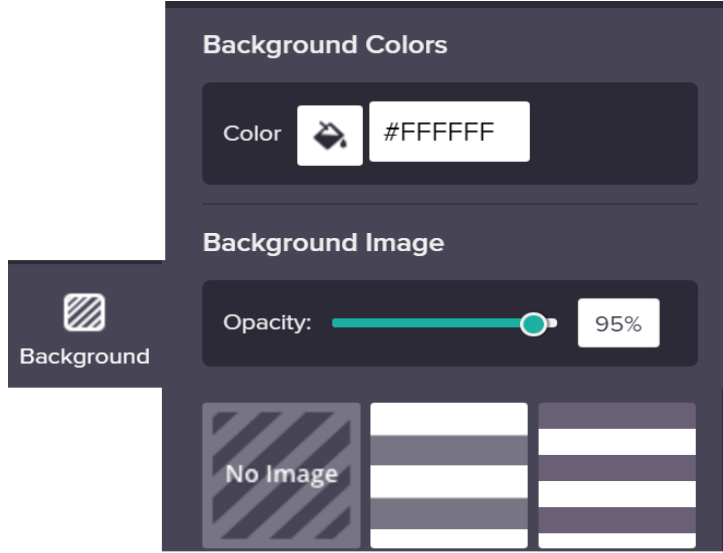 Background Colors
Color
#FFFFFF
Background Image
Opacity:
95%
Background
No Image